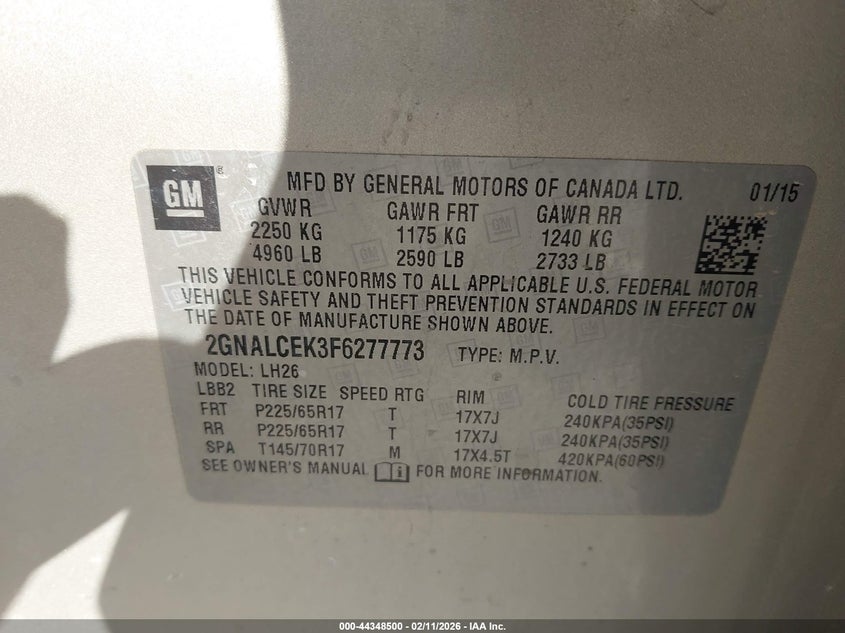 GM ®
MFD BY GENERAL MOTORS OF CANADA LTD. 01/15
GVWR GAWR FRT GAWR RR
2250 KG 1175 KG 1240 KG
4960 LB 2590 LB 2733 LB
THIS VEHICLE CONFORMS TO ALL APPLICABLE U.S. FEDERAL MOTOR
VEHICLE SAFETY AND THEFT PREVENTION STANDARDS IN EFFECT ON
THE DATE OF MANUFACTURE SHOWN ABOVE.
2GNALCEK3F6277773 TYPE: M.P.V.
MODEL: LH26
LBB2 TIRE SIZE SPEED RTG RIM COLD TIRE PRESSURE
FRT P225/65R17 T 17X7J 240KPA(35PSI)
RR P225/65R17 T 17X7J 240KPA(35PSI)
SPA T145/70R17 M 17X4.5T 420KPA(60PSI)
SEE OWNER'S MANUAL FOR MORE INFORMATION.
000-44348500 - 02/11/2026 - IAA Inc.